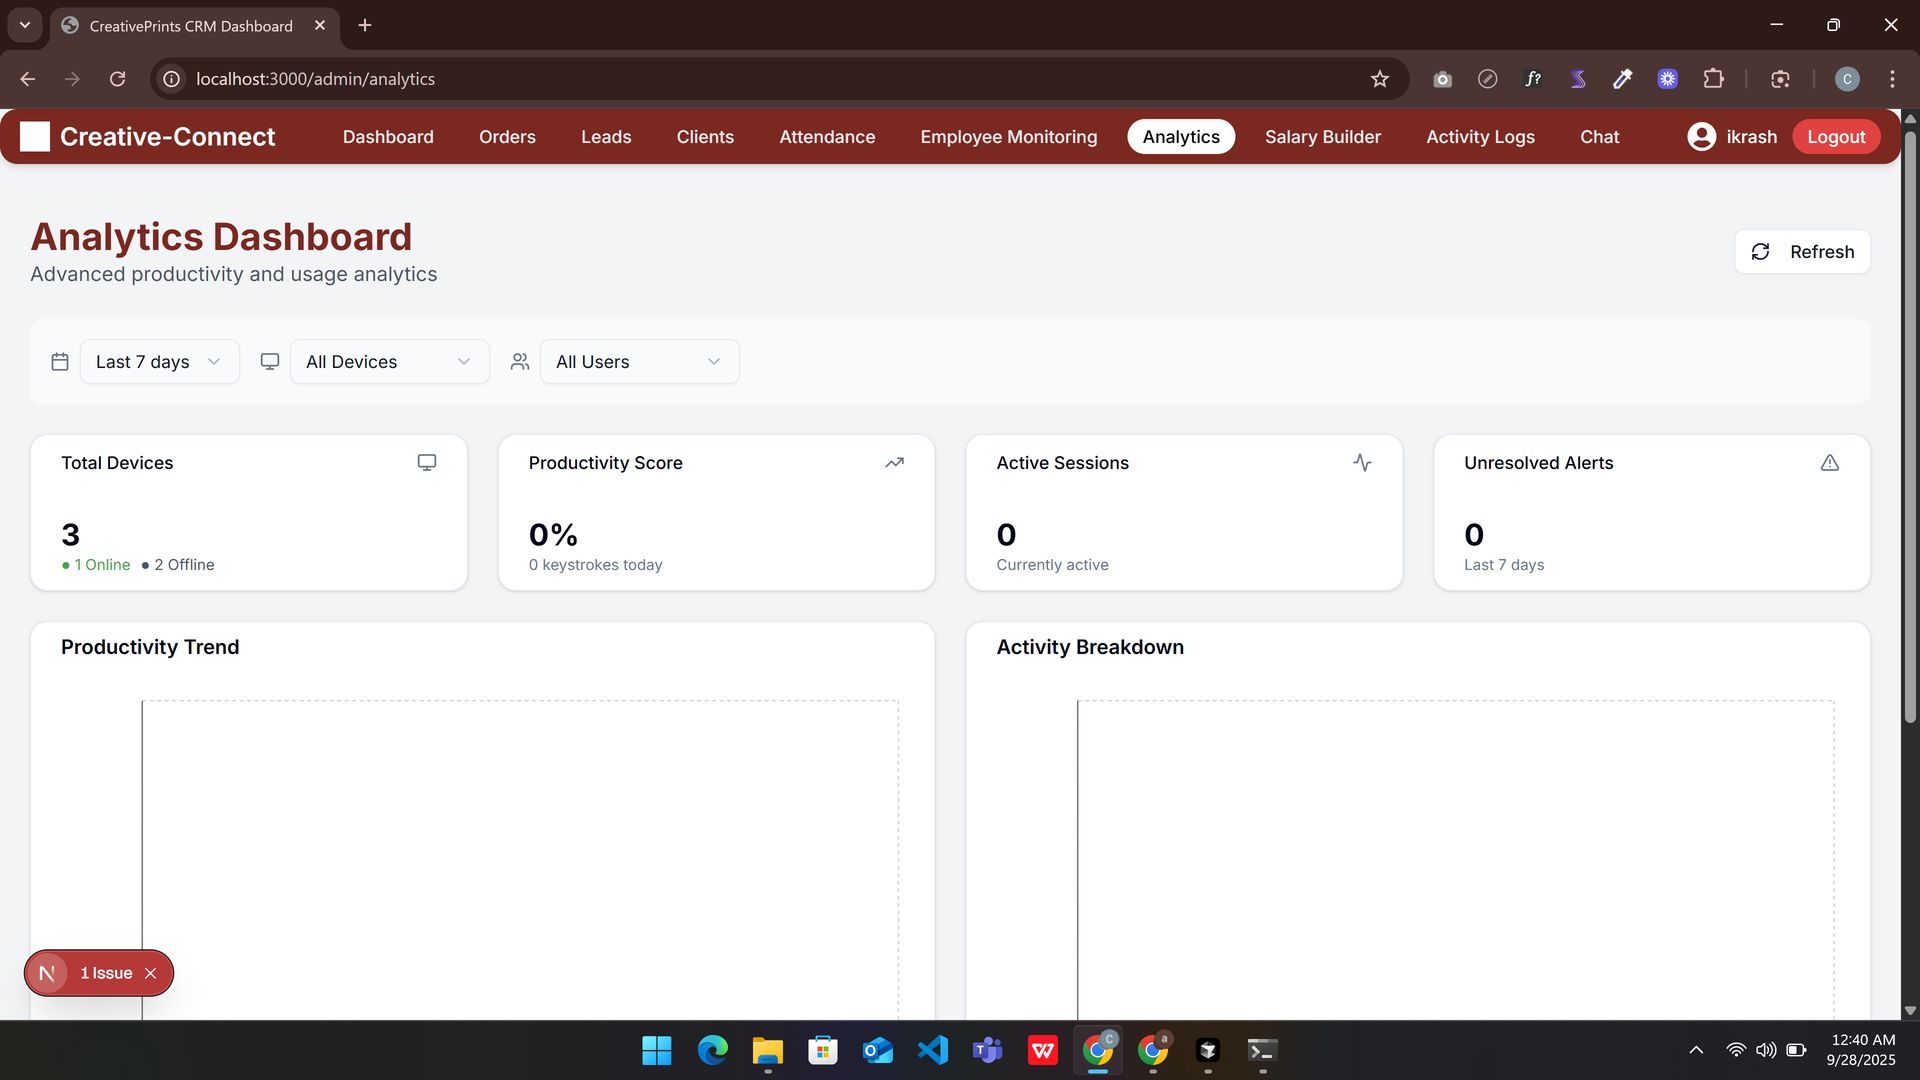 CreativePrints CRM Dashboard
localhost:3000/admin/analytics
f?
C
Creative-Connect
Dashboard
Orders
Leads
Clients
Attendance
Employee Monitoring
Analytics
Salary Builder
Activity Logs
Chat
ikrash
Logout
Analytics Dashboard
Advanced productivity and usage analytics
Refresh
Last 7 days
All Devices
All Users
Total Devices
3
1 Online
2 Offline
Productivity Score
0%
0 keystrokes today
Active Sessions
0
Currently active
Unresolved Alerts
0
Last 7 days
Productivity Trend
Activity Breakdown
N
1 Issue
C
a
12:40 AM
9/28/2025